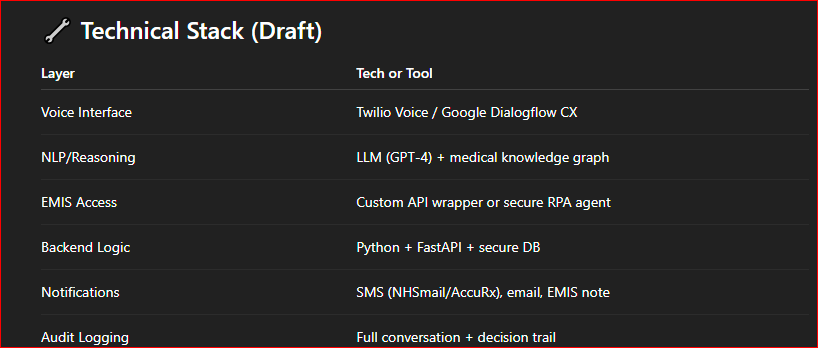 Technical Stack (Draft)
Layer Tech or Tool
Voice Interface Twilio Voice / Google Dialogflow CX
NLP/Reasoning LLM (GPT-4) + medical knowledge graph
EMIS Access Custom API wrapper or secure RPA agent
Backend Logic Python + FastAPI + secure DB
Notifications SMS (NHSmail/AccuRx), email, EMIS note
Audit Logging Full conversation + decision trail